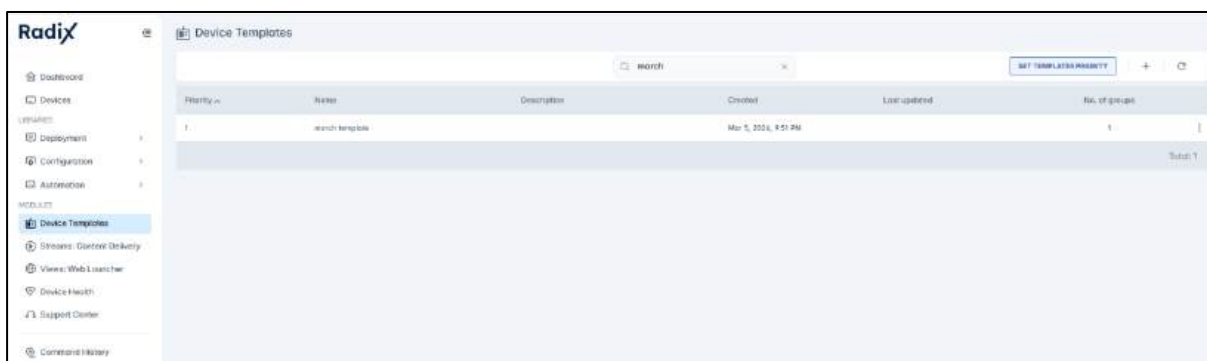 Radix
Device Templates
march
SET TEMPLATES PRIORITY
Dashboard
Devices
Priority
Name
Description
Created
Last updated
No. of groups
LIBRARIES
Deployment
1
march template
Mar 5, 2024, 9:51 PM
1
Configuration
Total: 1
Automation
MODULES
Device Templates
Streams: Content Delivery
Views: Web Launcher
Device Health
Support Center
Command History